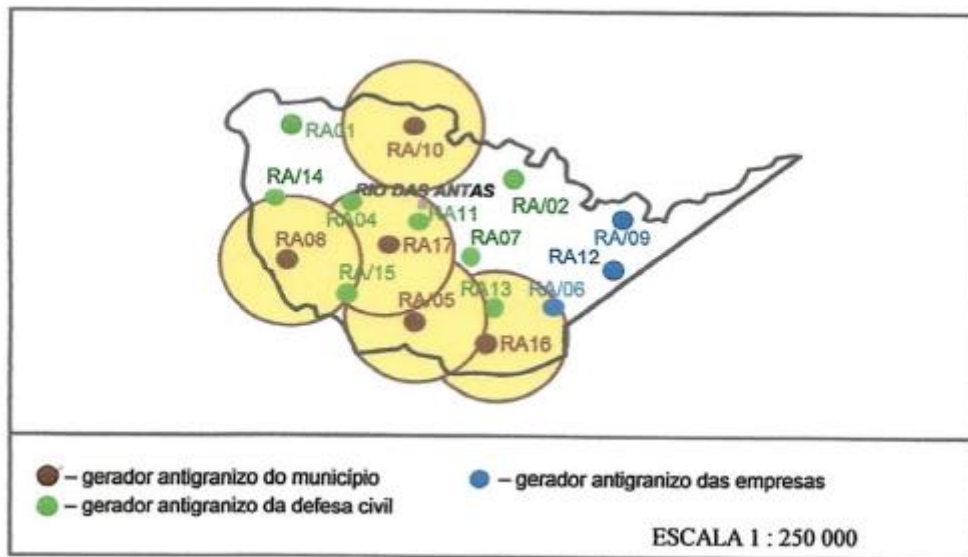 RA01
RA/10
RA/14
RIO DAS ANTAS
RA/02
RA04
RA11
RA/09
RA08
RA17
RA07
RA12
RA/15
RA/05
RA13
RA/06
RA16
– gerador antigranizo do município
– gerador antigranizo das empresas
– gerador antigranizo da defesa civil
ESCALA 1 : 250 000